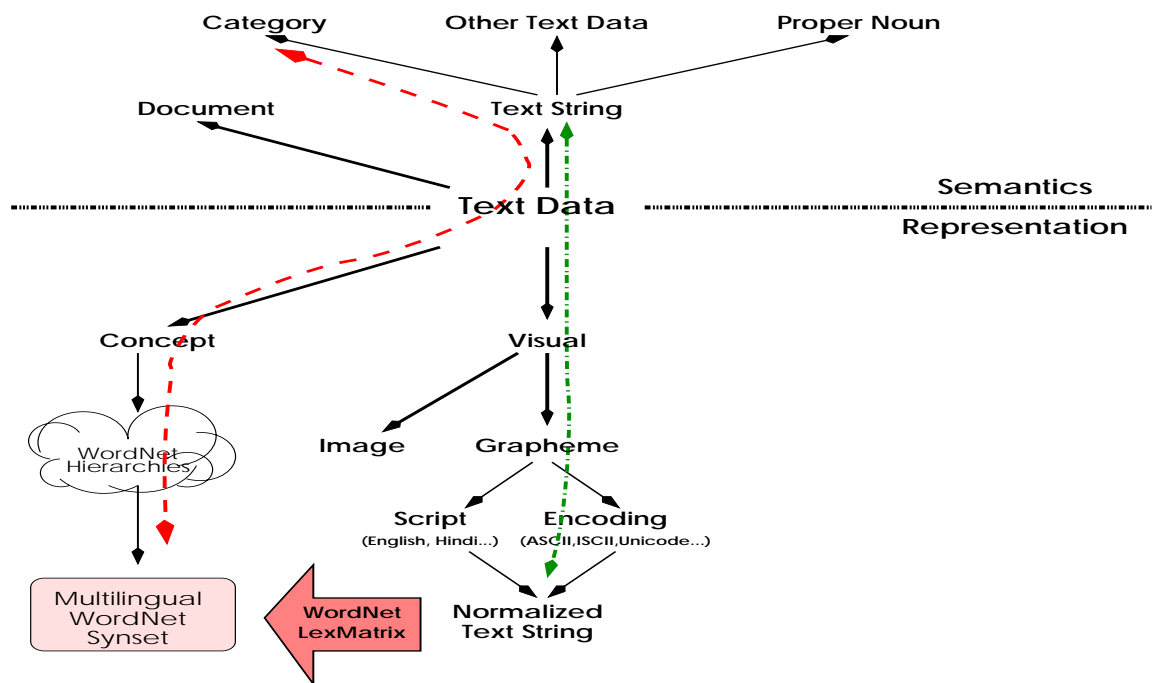 Category
Other Text Data
Proper Noun
Document
Text String
Semantics
Text Data
Representation
Concept
Visual
WordNet
Hierarchies
Image
Grapheme
Script
(English, Hindi...)
Encoding
(ASCII,ISCII,Unicode...)
Multilingual
WordNet
Synset
WordNet
LexMatrix
Normalized
Text String